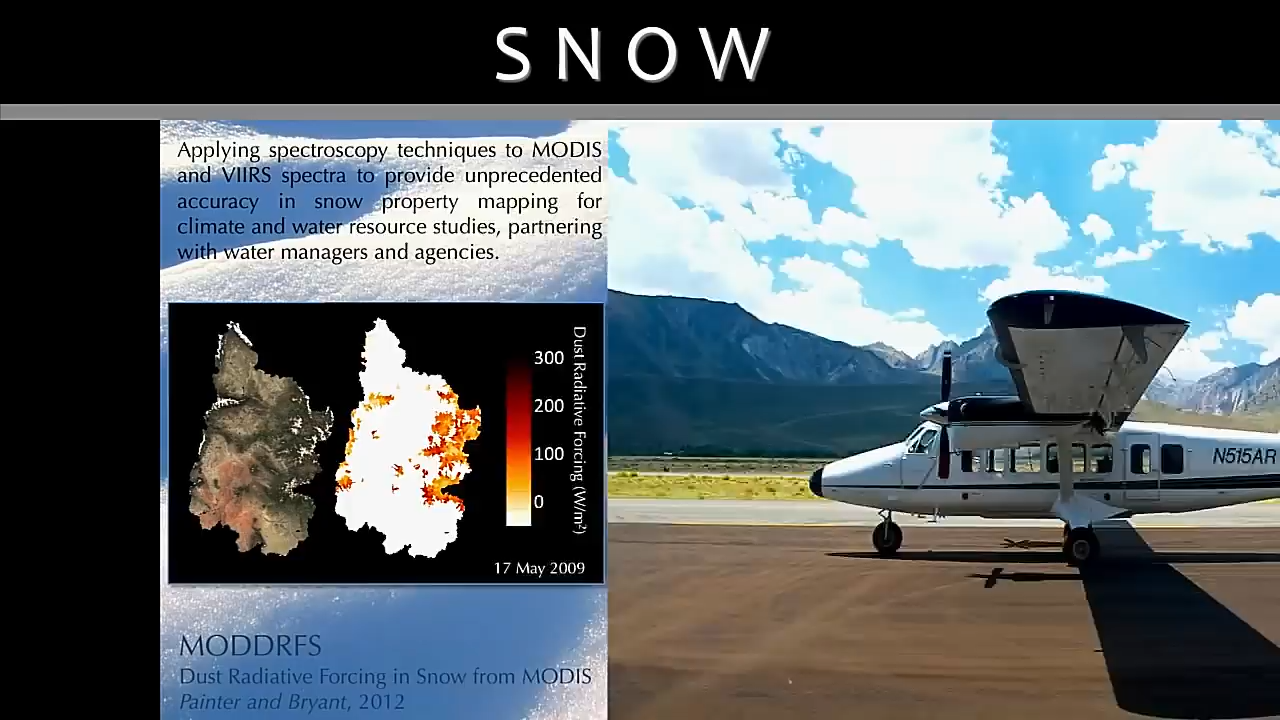 SNOW
Applying spectroscopy techniques to MODIS
and VIIRS spectra to provide unprecedented
accuracy in snow property mapping for
climate and water resource studies, partnering
with water managers and agencies.
300
200
100
0
Dust Radiative Forcing (W/m²)
17 May 2009
MODDRFS
Dust Radiative Forcing in Snow from MODIS
Painter and Bryant, 2012
N515AR